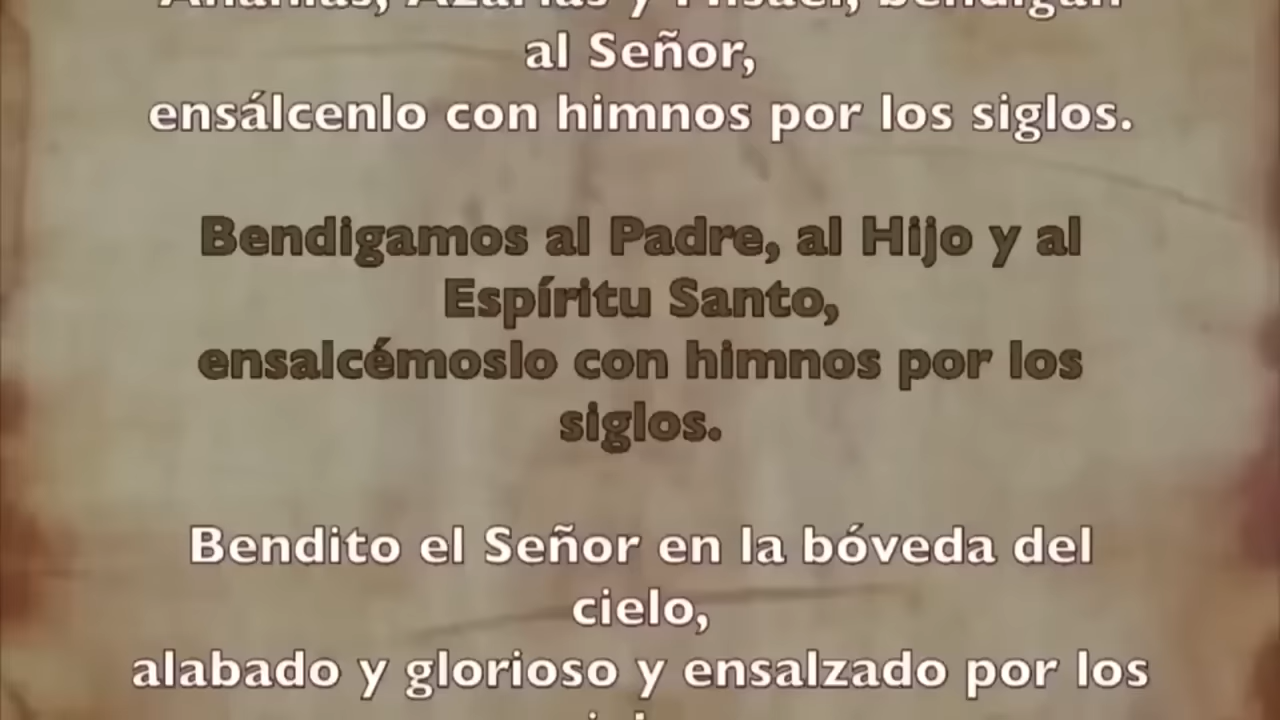 Ananías, Azarías y Misael, bendigan
al Señor,
ensálcenlo con himnos por los siglos.
Bendigamos al Padre, al Hijo y al
Espíritu Santo,
ensalcémoslo con himnos por los
siglos.
Bendito el Señor en la bóveda del
cielo,
alabado y glorioso y ensalzado por los